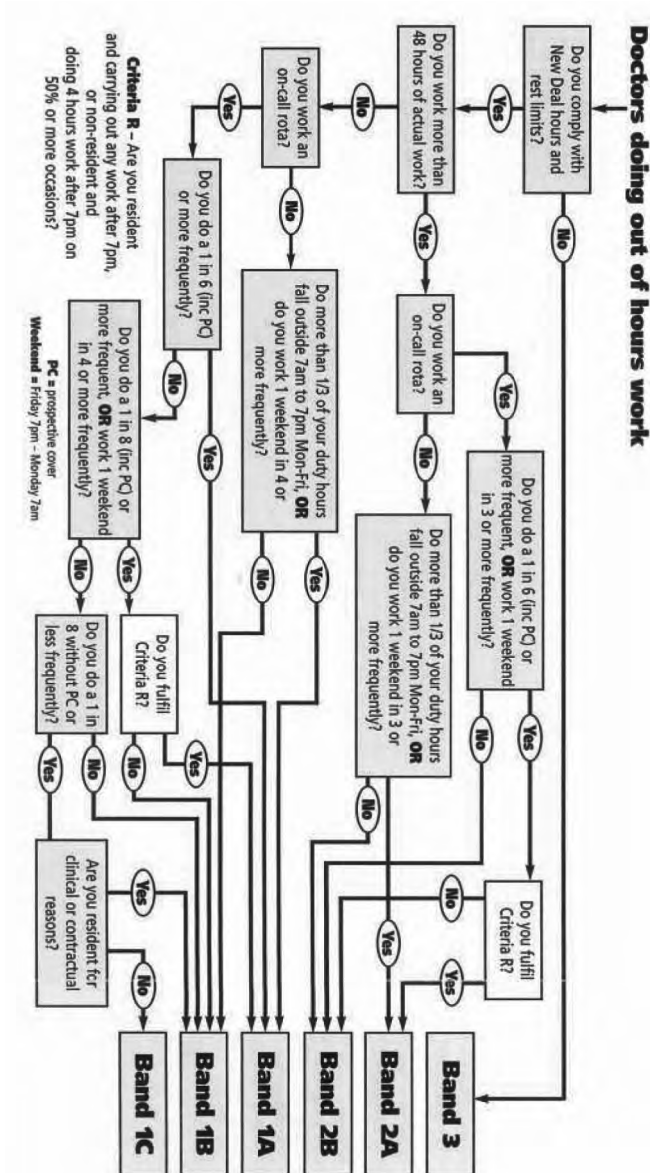 Doctors doing out of hours work
Do you comply with
New Deal hours and
rest limits?
No
Yes
Do you work more than
48 hours of actual work?
Yes
No
Do you work an
on-call rota?
Yes
No
Do you do a 1 in 6 (inc PC) or
more frequent, OR work 1 weekend
in 3 or more frequently?
Yes
No
Do you fulfil
Criteria R?
No
Yes
Do more than 1/3 of your duty hours
fall outside 7am to 7pm Mon-Fri, OR
do you work 1 weekend in 3 or
more frequently?
Yes
No
Do you work an
on-call rota?
No
Yes
Do more than 1/3 of your duty hours
fall outside 7am to 7pm Mon-Fri, OR
do you work 1 weekend in 4 or
more frequently?
Yes
No
Do you do a 1 in 6 (inc PC)
or more frequently?
Yes
No
Do you do a 1 in 8 (inc PC) or
more frequent, OR work 1 weekend
in 4 or more frequently?
Yes
No
Do you fulfil
Criteria R?
Yes
No
Do you do a 1 in
8 without PC or
less frequently?
No
Yes
Are you resident for
clinical or contractual
reasons?
Yes
No
Band 3
Band 2A
Band 2B
Band 1A
Band 1B
Band 1C
Criteria R – Are you resident
and carrying out any work after 7pm,
or non-resident and
doing 4 hours work after 7pm on
50% or more occasions?
PC = prospective cover
Weekend = Friday 7pm – Monday 7am